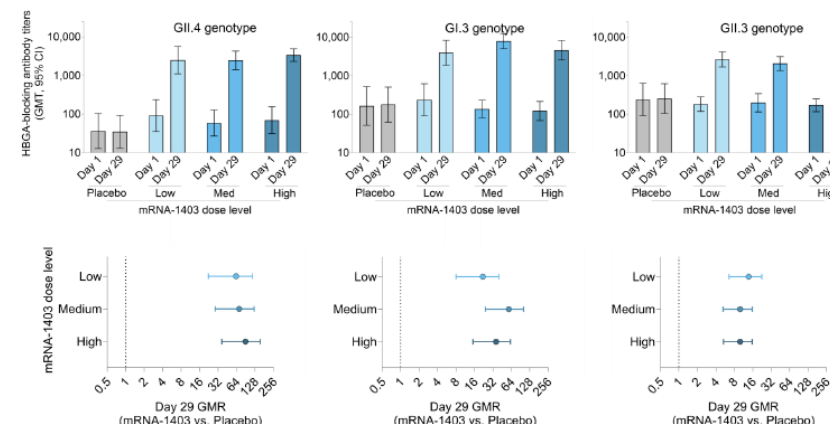 GII.4 genotype
HBGA-blocking antibody titers
(GMT, 95% CI)
10,000
1,000
100
10
Day 1 Day 29 Day 1 Day 29 Day 1 Day 29 Day 1 Day 29
Placebo Low Med High
mRNA-1403 dose level
GI.3 genotype
10,000
1,000
100
10
Day 1 Day 29 Day 1 Day 29 Day 1 Day 29 Day 1 Day 29
Placebo Low Med High
mRNA-1403 dose level
GII.3 genotype
10,000
1,000
100
10
Day 1 Day 29 Day 1 Day 29 Day 1 Day 29 Day 1
Placebo Low Med
mRNA-1403 dose level
mRNA-1403 dose level
Low
Medium
High
0.5 1 2 4 8 16 32 64 128 256
Day 29 GMR
(mRNA-1403 vs. Placebo)
Low
Medium
High
0.5 1 2 4 8 16 32 64 128 256
Day 29 GMR
(mRNA-1403 vs. Placebo)
Low
Medium
High
0.5 1 2 4 8 16 32 64 128 256
Day 29 GMR
(mRNA-1403 vs. Placebo)